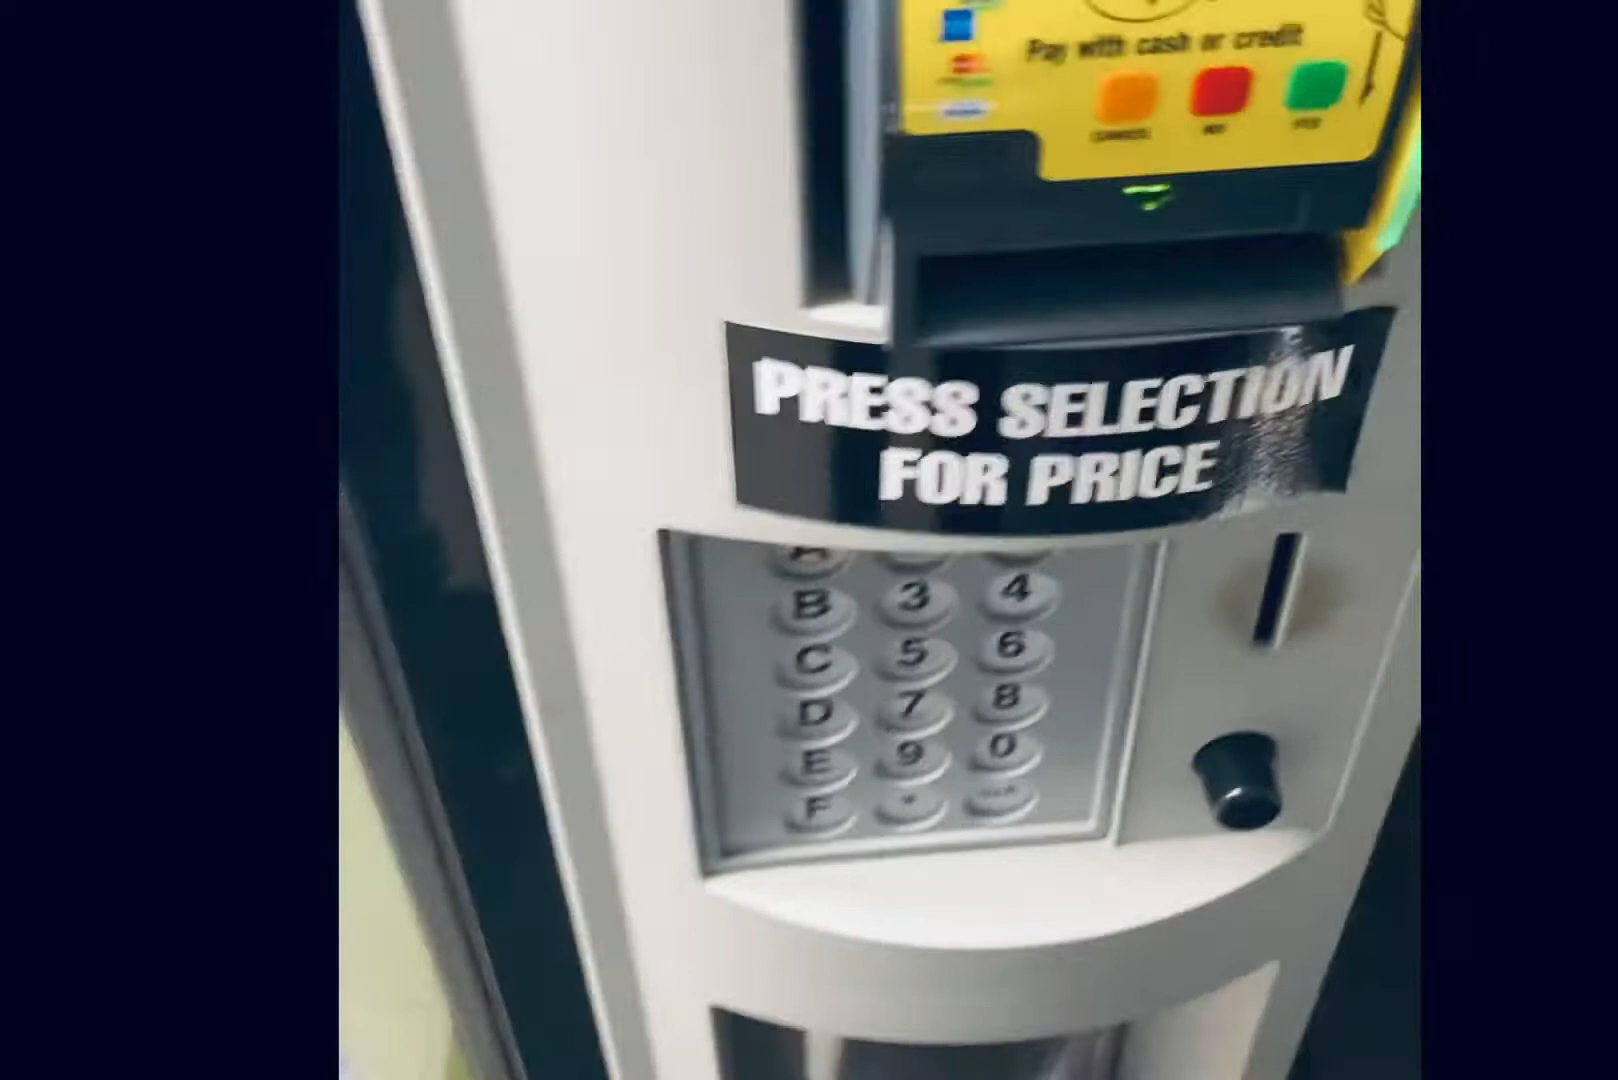 Pay with cash or credit
PRESS SELECTION
FOR PRICE
A
B 3 4
C 5 6
D 7 8
E 9 0
F *